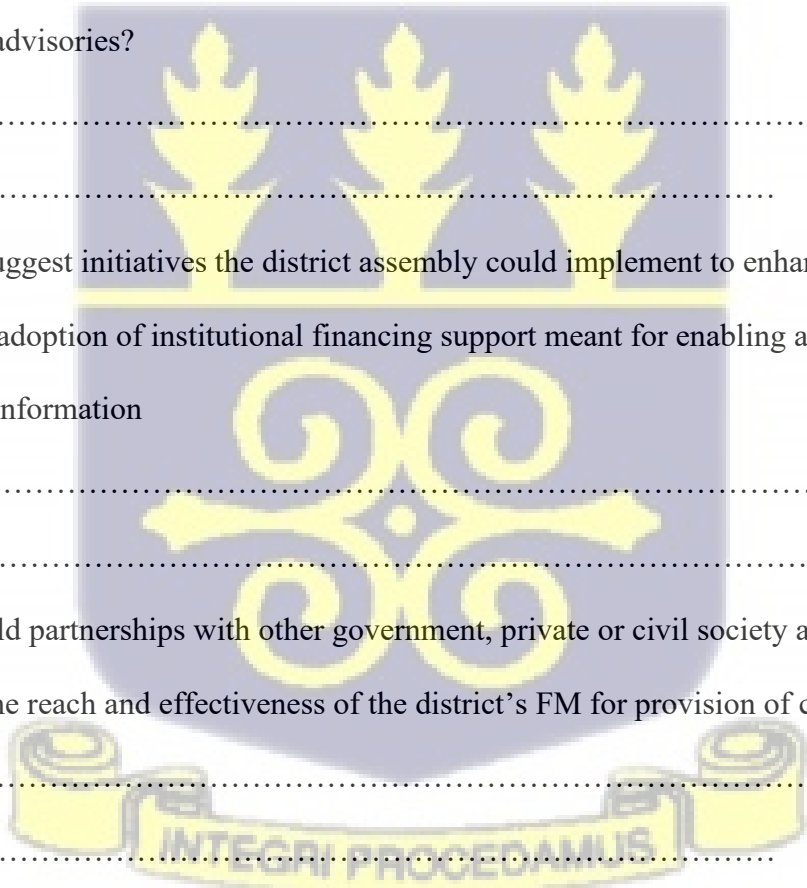 advisories?
……………………………………………………………………
……………………………………………………………………
uggest initiatives the district assembly could implement to enhan
adoption of institutional financing support meant for enabling a
nformation
……………………………………………………………………
……………………………………………………………………
ld partnerships with other government, private or civil society a
he reach and effectiveness of the district’s FM for provision of c
……………………………………………………………………
INTEGRI PROCEDAMUS
……………………………………………………………………